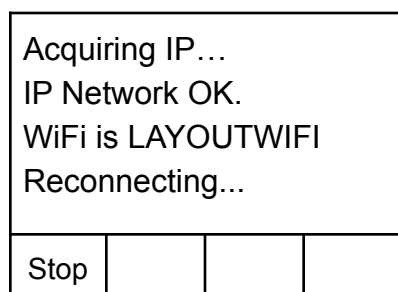 Acquiring IP…
IP Network OK.
WiFi is LAYOUTWIFI
Reconnecting...
Stop